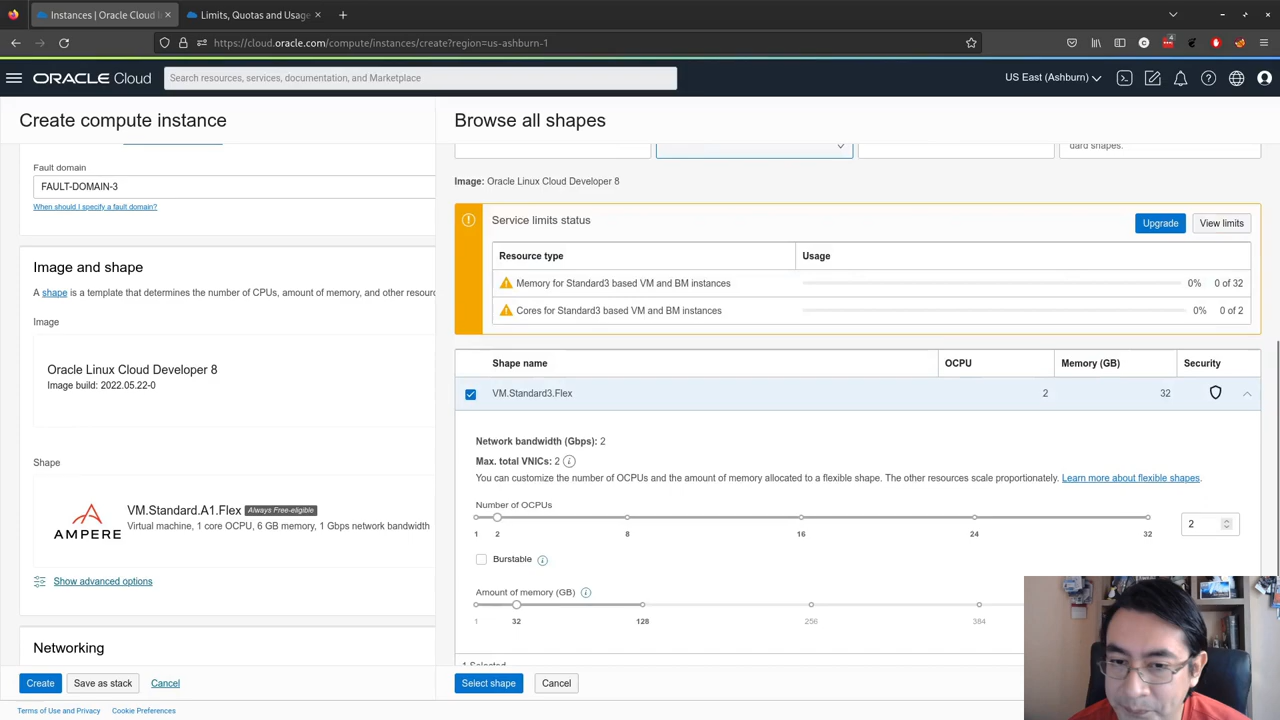 Instances | Oracle Cloud I
Limits, Quotas and Usage
https://cloud.oracle.com/compute/instances/create?region=us-ashburn-1
4
ORACLE Cloud
Search resources, services, documentation, and Marketplace
US East (Ashburn)
Create compute instance
Fault domain
FAULT-DOMAIN-3
When should I specify a fault domain?
Image and shape
A shape is a template that determines the number of CPUs, amount of memory, and other resourc
Image
Oracle Linux Cloud Developer 8
Image build: 2022.05.22-0
Shape
AMPERE
VM.Standard.A1.Flex Always Free-eligible
Virtual machine, 1 core OCPU, 6 GB memory, 1 Gbps network bandwidth
Show advanced options
Networking
Create
Save as stack
Cancel
Browse all shapes
dard shapes.
Image: Oracle Linux Cloud Developer 8
Service limits status
Upgrade
View limits
Resource type
Usage
Memory for Standard3 based VM and BM instances 0% 0 of 32
Cores for Standard3 based VM and BM instances 0% 0 of 2
Shape name OCPU Memory (GB) Security
VM.Standard3.Flex 2 32
Network bandwidth (Gbps): 2
Max. total VNICs: 2
You can customize the number of OCPUs and the amount of memory allocated to a flexible shape. The other resources scale proportionately. Learn more about flexible shapes.
Number of OCPUs
2
1 2 8 16 24 32
Burstable
Amount of memory (GB)
1 32 128 256 384
1 Selected
Select shape
Cancel
Terms of Use and Privacy
Cookie Preferences